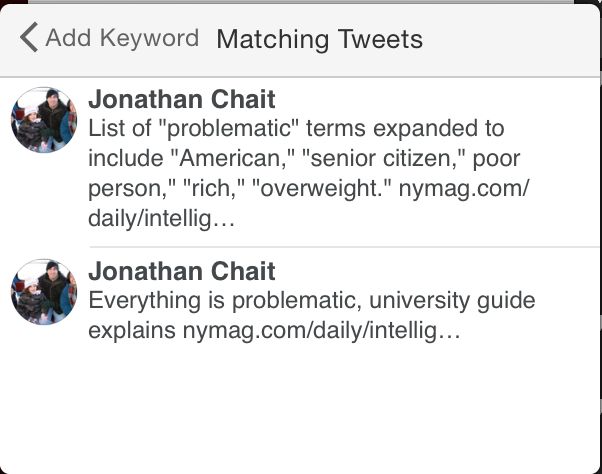 Add Keyword Matching Tweets
Jonathan Chait
List of "problematic" terms expanded to
include "American," "senior citizen," poor
person," "rich," "overweight." nymag.com/
daily/intellig…
Jonathan Chait
Everything is problematic, university guide
explains nymag.com/daily/intellig…